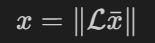 x = ‖ℒx̄‖